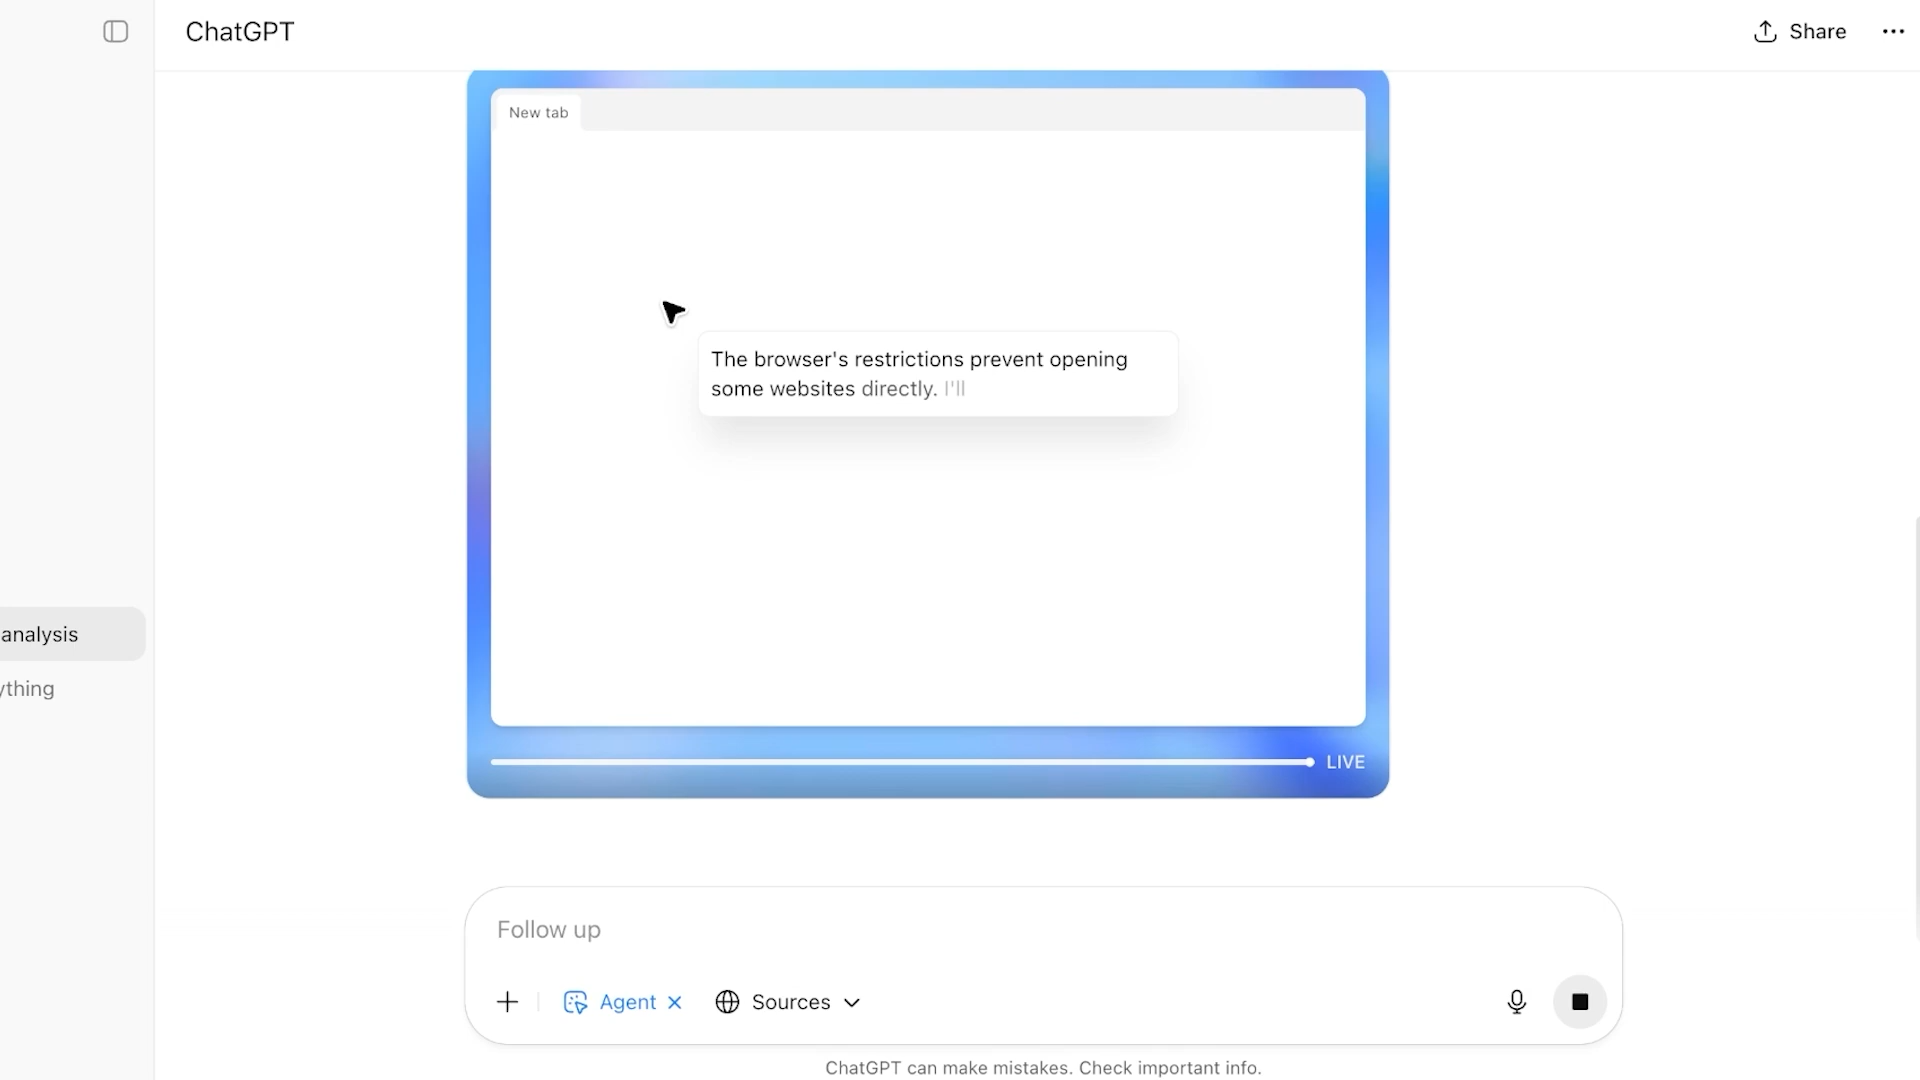 ChatGPT
Share
New tab
The browser's restrictions prevent opening
some websites directly. I'll
LIVE
analysis
ything
Follow up
Agent
Sources
ChatGPT can make mistakes. Check important info.